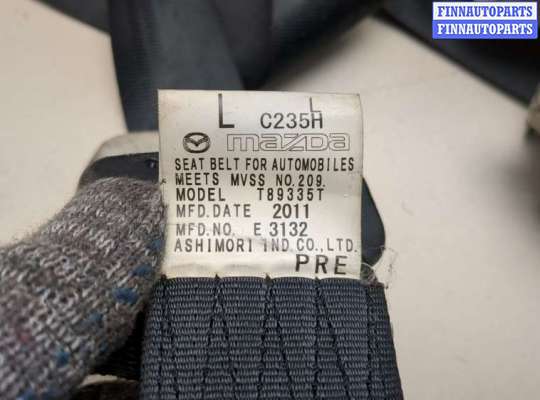 FINNAUTOPARTS
FINNAUTOPARTS
L L
C235H
mazda
SEAT BELT FOR AUTOMOBILES
MEETS MVSS NO.209.
MODEL T89335T
MFD.DATE 2011
MFD.NO. E 3132
ASHIMORI IND.CO.,LTD.
PRE